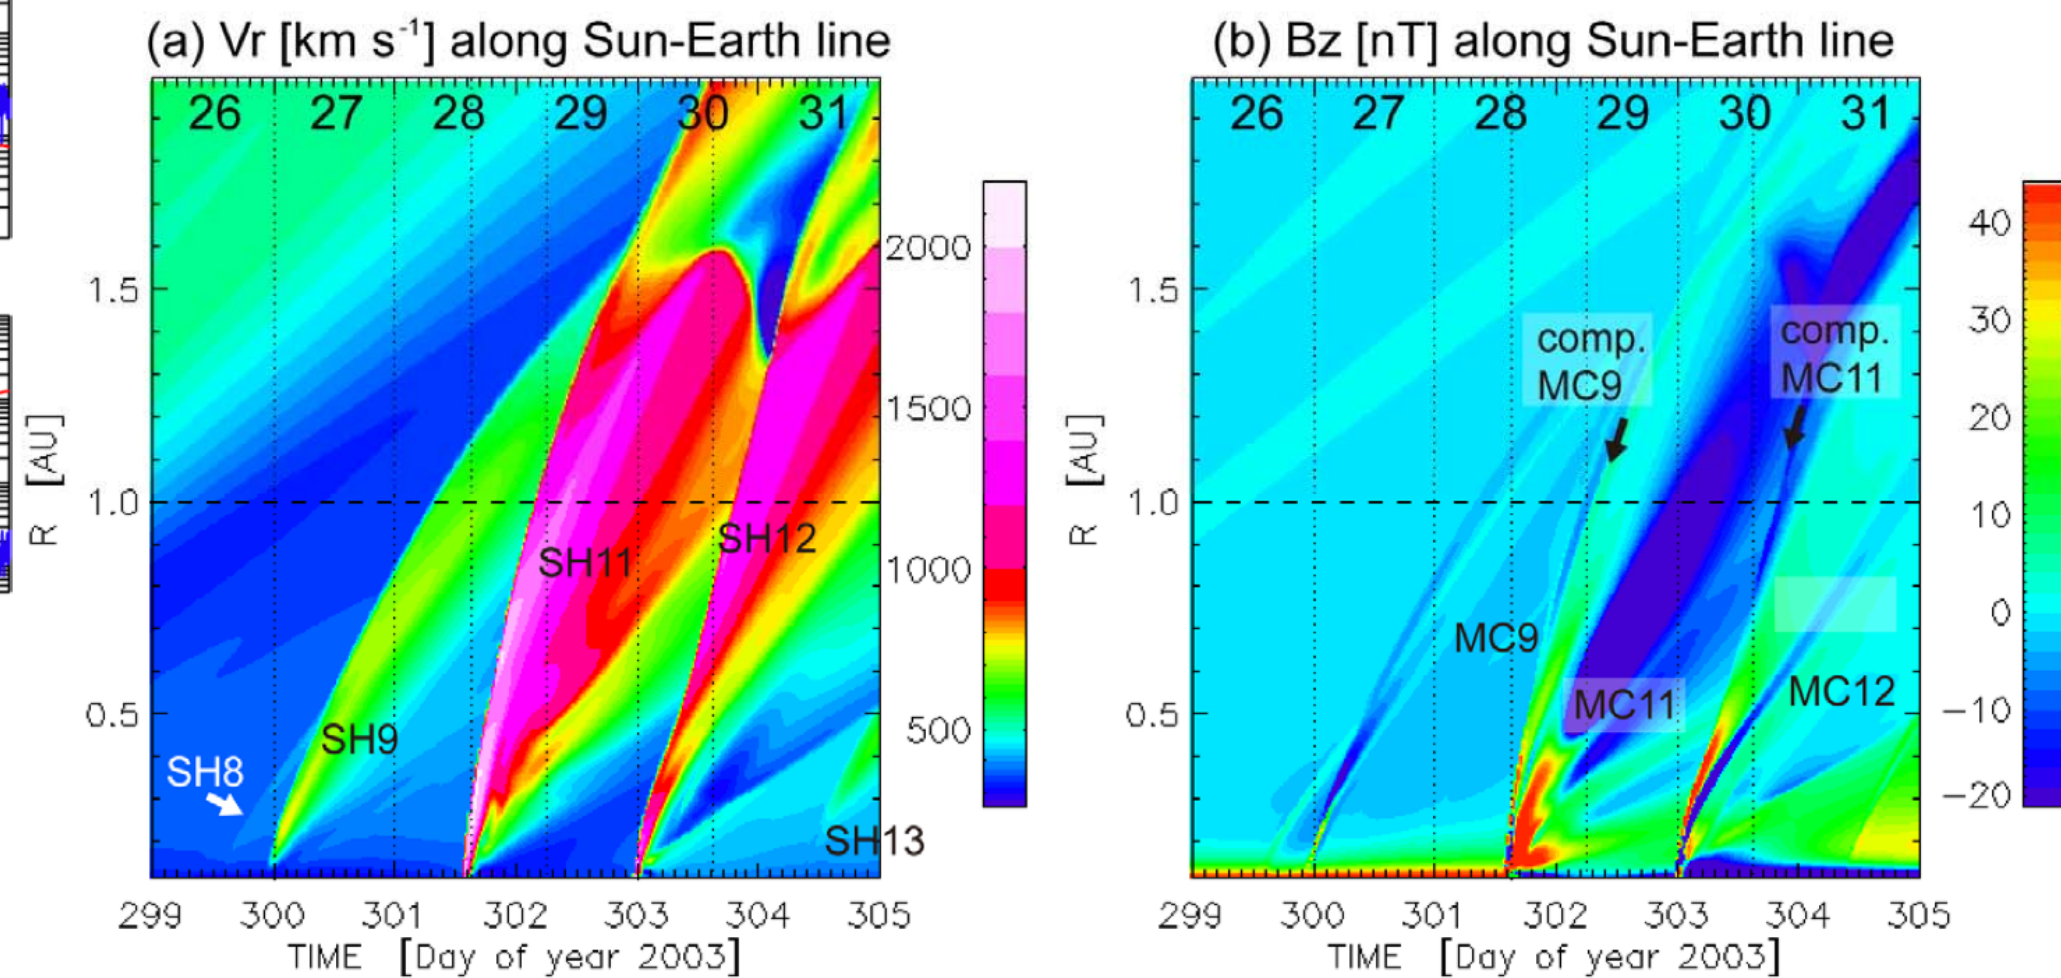 (a) Vr [km s⁻¹] along Sun-Earth line
26 27 28 29 30 31
2000
1.5
1500
1.0
SH12
SH11
1000
R [AU]
0.5
SH9
500
SH8
SH13
299 300 301 302 303 304 305
TIME [Day of year 2003]
(b) Bz [nT] along Sun-Earth line
26 27 28 29 30 31
40
1.5
30
comp.
MC9
comp.
MC11
20
R [AU]
1.0
10
0
MC9
MC11
MC12
0.5
−10
−20
299 300 301 302 303 304 305
TIME [Day of year 2003]